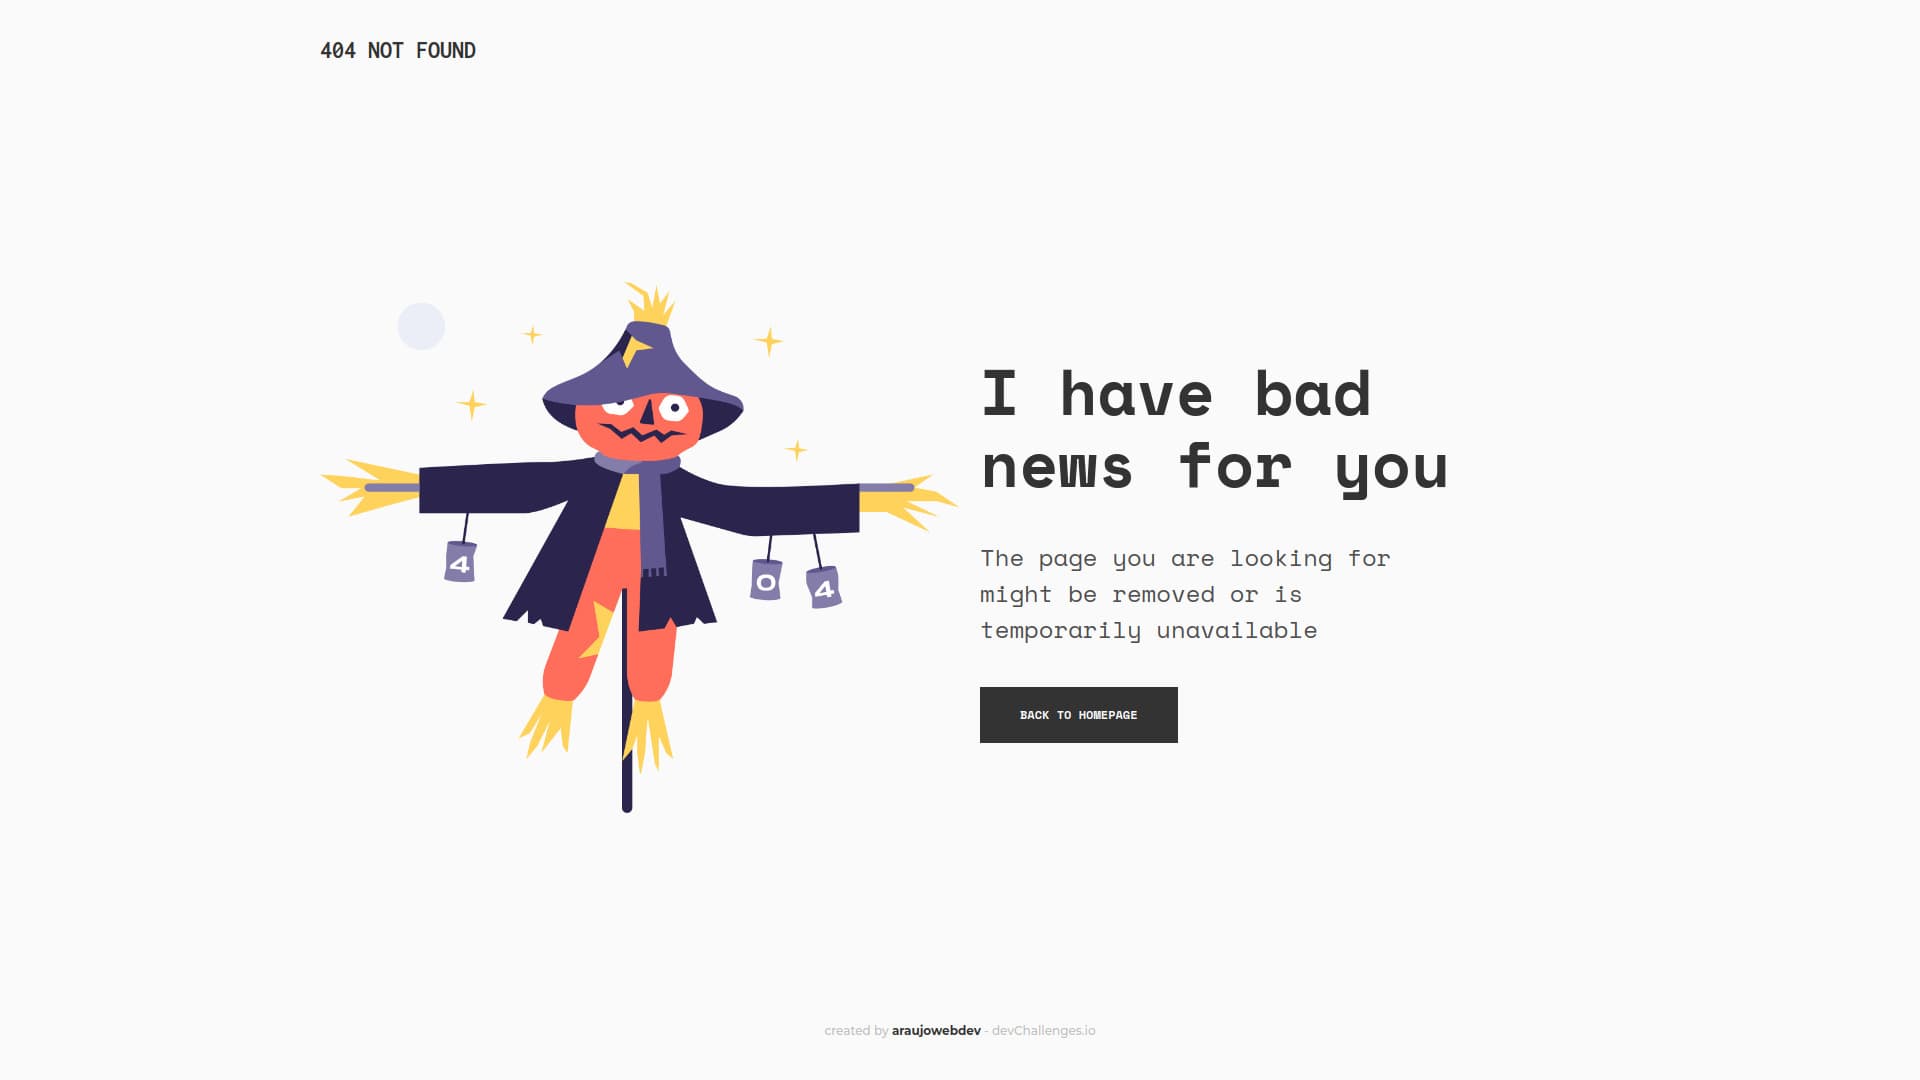 404 NOT FOUND
4
0
4
I have bad
news for you
The page you are looking for
might be removed or is
temporarily unavailable
BACK TO HOMEPAGE
created by araujowebdev - devChallenges.io